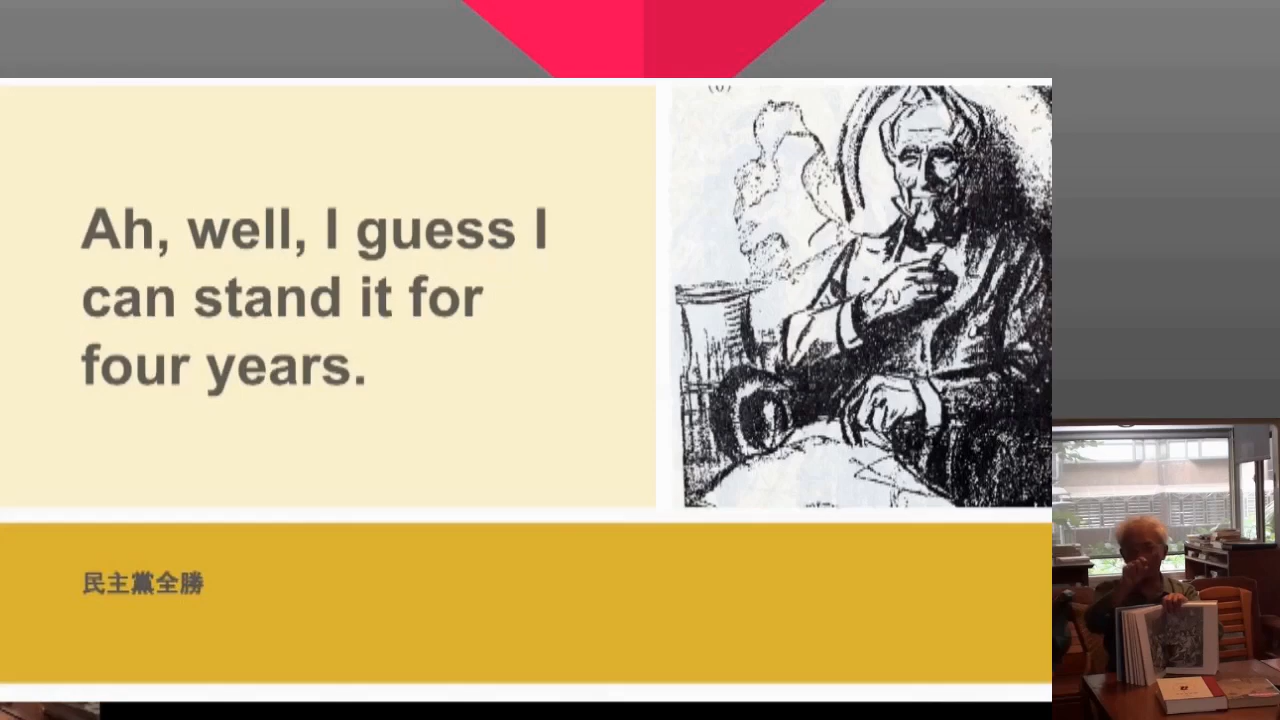 Ah, well, I guess I
can stand it for
four years.
民主黨全勝